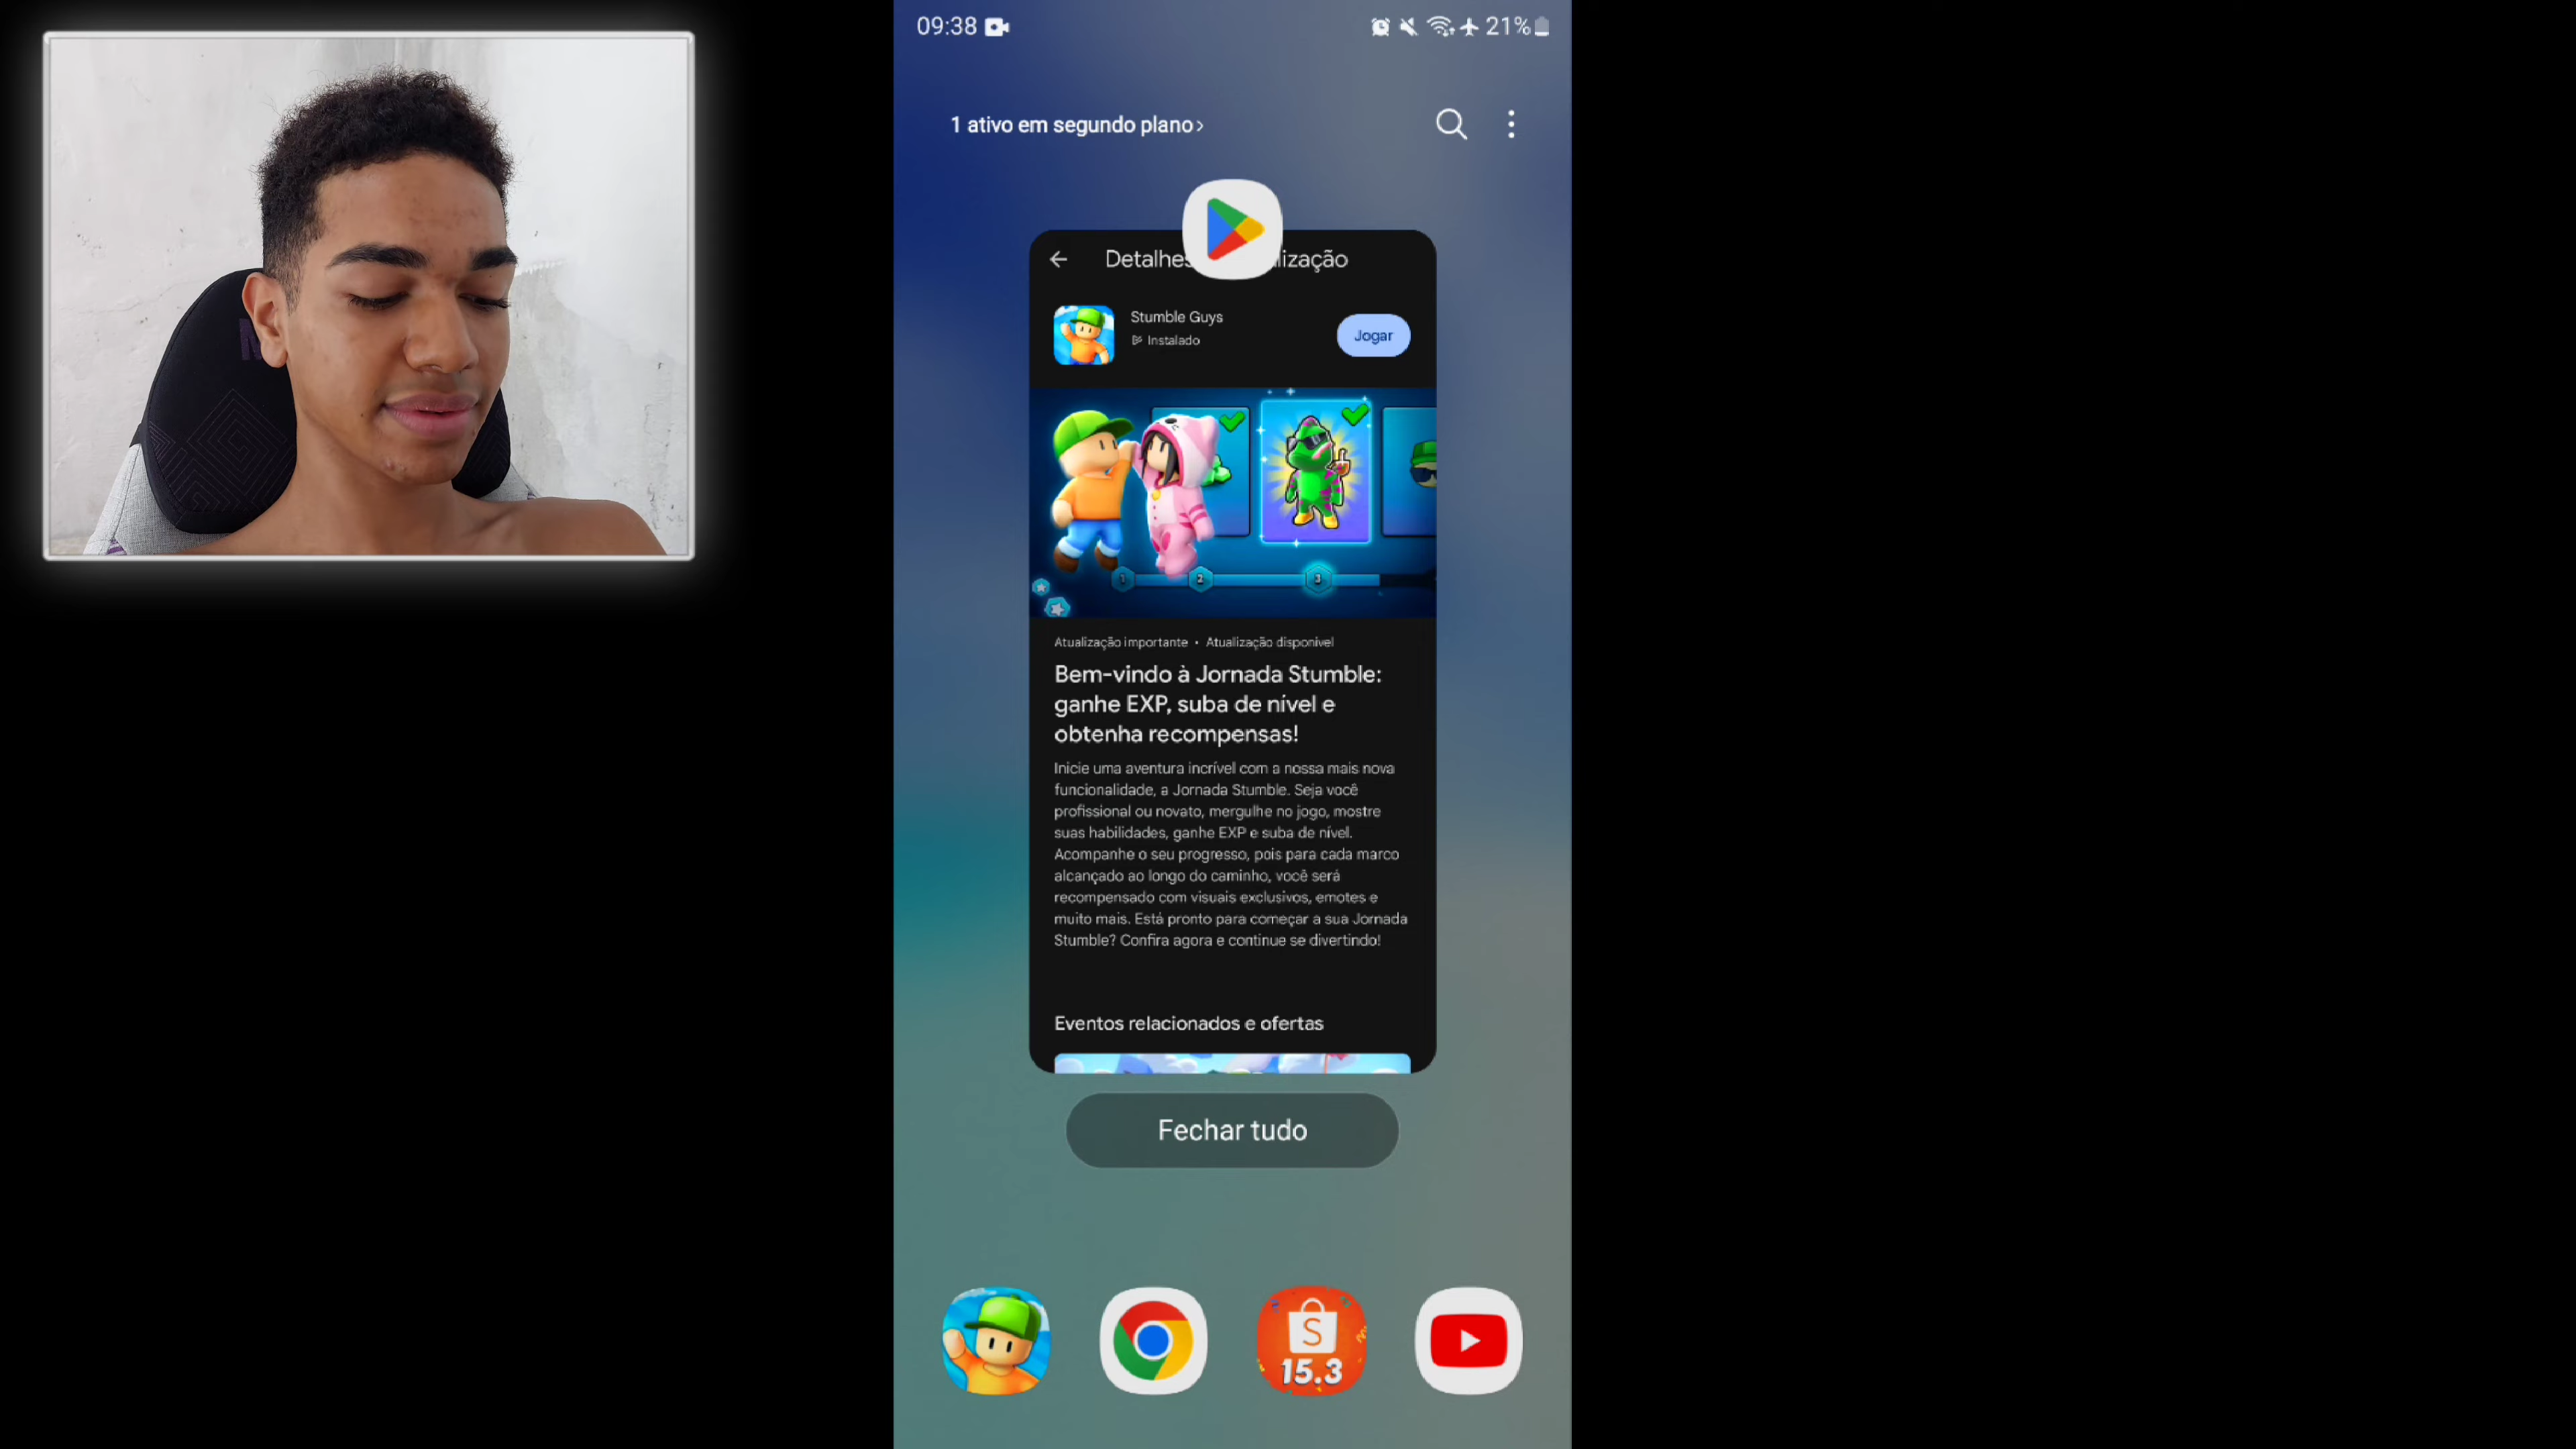 09:38
21%
1 ativo em segundo plano
Detalhes
lização
Stumble Guys
Instalado
Jogar
1
2
3
Atualização importante • Atualização disponível
Bem-vindo à Jornada Stumble:
ganhe EXP, suba de nível e
obtenha recompensas!
Inicie uma aventura incrível com a nossa mais nova
funcionalidade, a Jornada Stumble. Seja você
profissional ou novato, mergulhe no jogo, mostre
suas habilidades, ganhe EXP e suba de nível.
Acompanhe o seu progresso, pois para cada marco
alcançado ao longo do caminho, você será
recompensado com visuais exclusivos, emotes e
muito mais. Está pronto para começar a sua Jornada
Stumble? Confira agora e continue se divertindo!
Eventos relacionados e ofertas
Fechar tudo
S
15.3